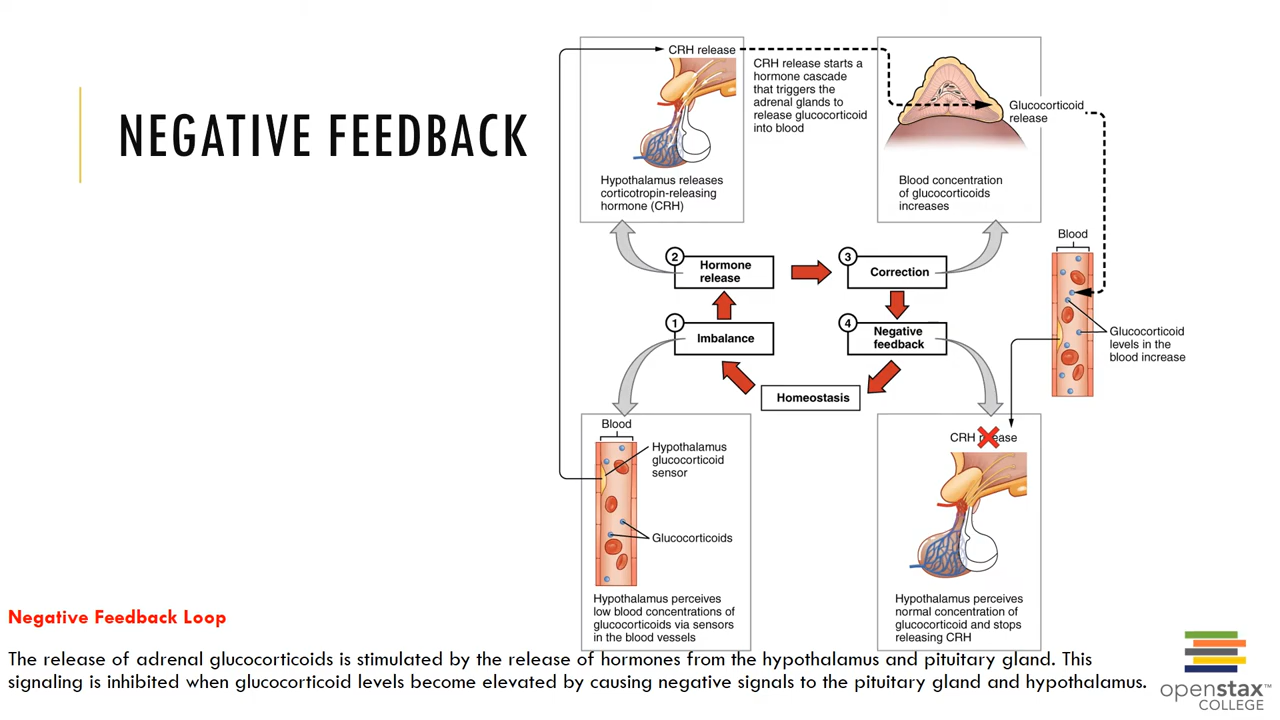 NEGATIVE FEEDBACK
CRH release
CRH release starts a
hormone cascade
that triggers the
adrenal glands to
release glucocorticoid
into blood
Hypothalamus releases
corticotropin-releasing
hormone (CRH)
Glucocorticoid
release
Blood concentration
of glucocorticoids
increases
Blood
Glucocorticoid
levels in the
blood increase
2
Hormone
release
3
Correction
1
Imbalance
4
Negative
feedback
Homeostasis
Blood
Hypothalamus
glucocorticoid
sensor
Glucocorticoids
Hypothalamus perceives
low blood concentrations of
glucocorticoids via sensors
in the blood vessels
CRH release
Hypothalamus perceives
normal concentration of
glucocorticoid and stops
releasing CRH
Negative Feedback Loop
The release of adrenal glucocorticoids is stimulated by the release of hormones from the hypothalamus and pituitary gland. This
signaling is inhibited when glucocorticoid levels become elevated by causing negative signals to the pituitary gland and hypothalamus.
openstax™
COLLEGE